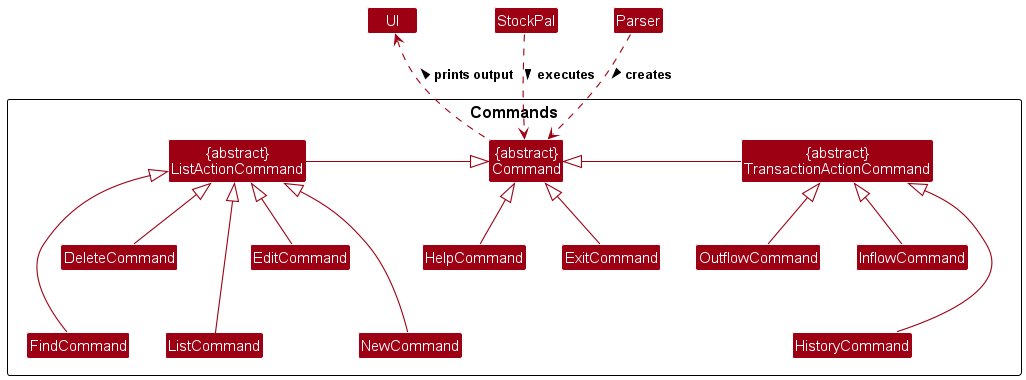 UI
StockPal
Parser
prints output
executes
creates
Commands
{abstract}
ListActionCommand
{abstract}
Command
{abstract}
TransactionActionCommand
DeleteCommand
EditCommand
HelpCommand
ExitCommand
OutflowCommand
InflowCommand
FindCommand
ListCommand
NewCommand
HistoryCommand